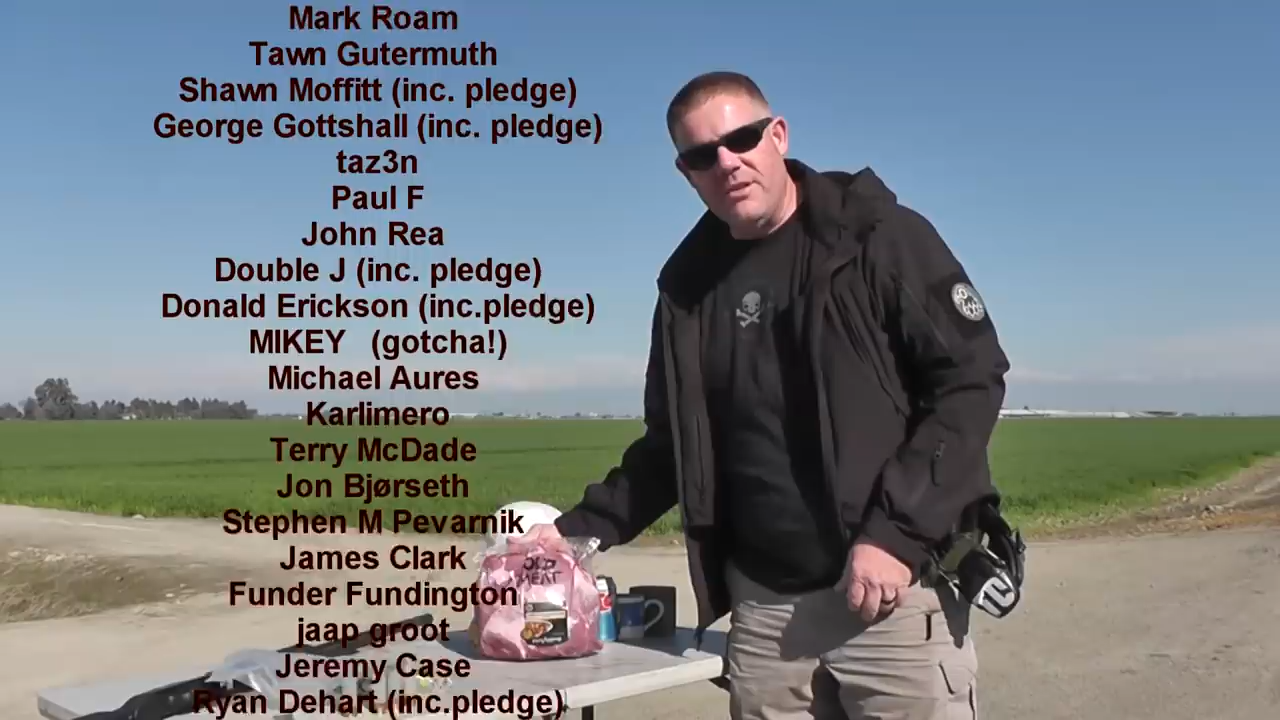 Mark Roam
Tawn Gutermuth
Shawn Moffitt (inc. pledge)
George Gottshall (inc. pledge)
taz3n
Paul F
John Rea
Double J (inc. pledge)
Donald Erickson (inc.pledge)
MIKEY (gotcha!)
Michael Aures
Karlimero
Terry McDade
Jon Bjørseth
Stephen M Pevarnik
James Clark
Funder Fundington
jaap groot
Jeremy Case
Ryan Dehart (inc.pledge)
OLD
MEAT